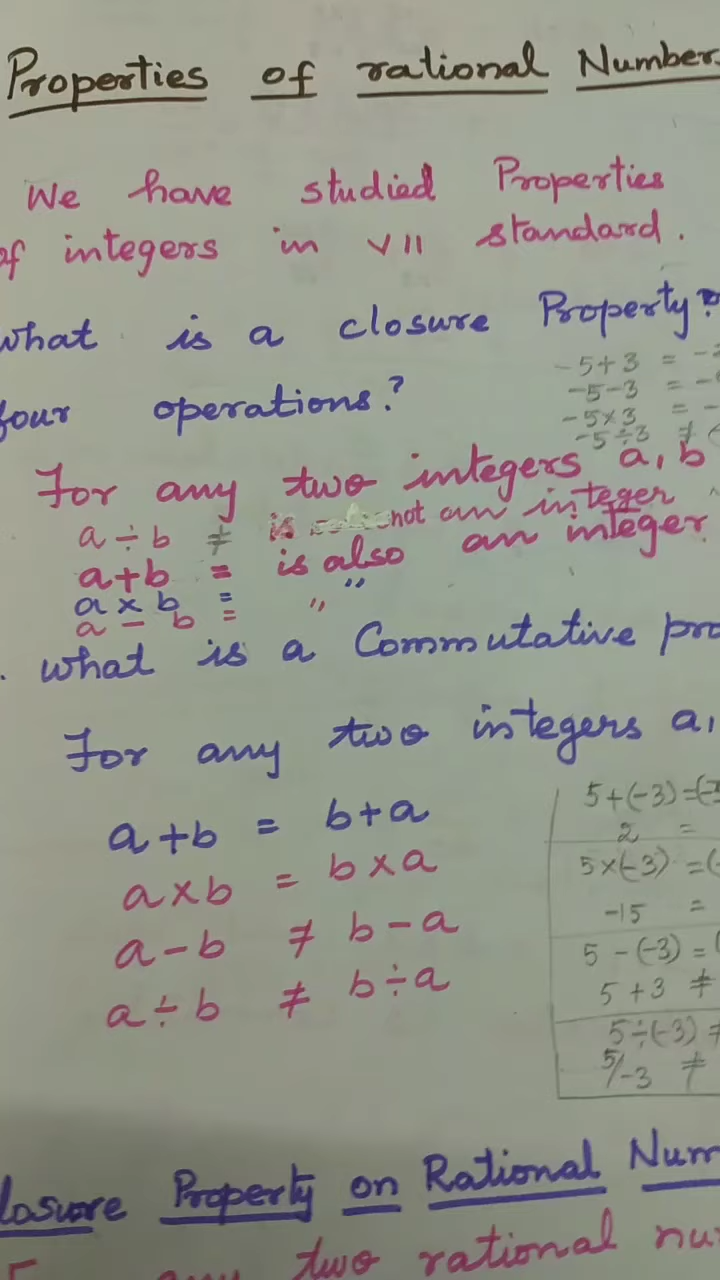 Properties of rational Number
We have studied Properties
of integers in VII standard.
what is a closure Property?
four operations?
-5+3 = -
-5-3 = -
-5×3 = -
-5÷3 ≠ (
For any two integers a, b
a ÷ b ≠ is not an integer
a+b = is also an integer
a × b = "
a - b = "
. what is a Commutative pro
For any two integers a,
a+b = b+a
a×b = b×a
a-b ≠ b-a
a÷b ≠ b÷a
5+(-3)=(-
2 =
5×(-3) =(-
-15 =
5 -(-3) = (
5 +3 ≠
5÷(-3) ≠
5/-3 ≠
losure Property on Rational Num
any two rational nu